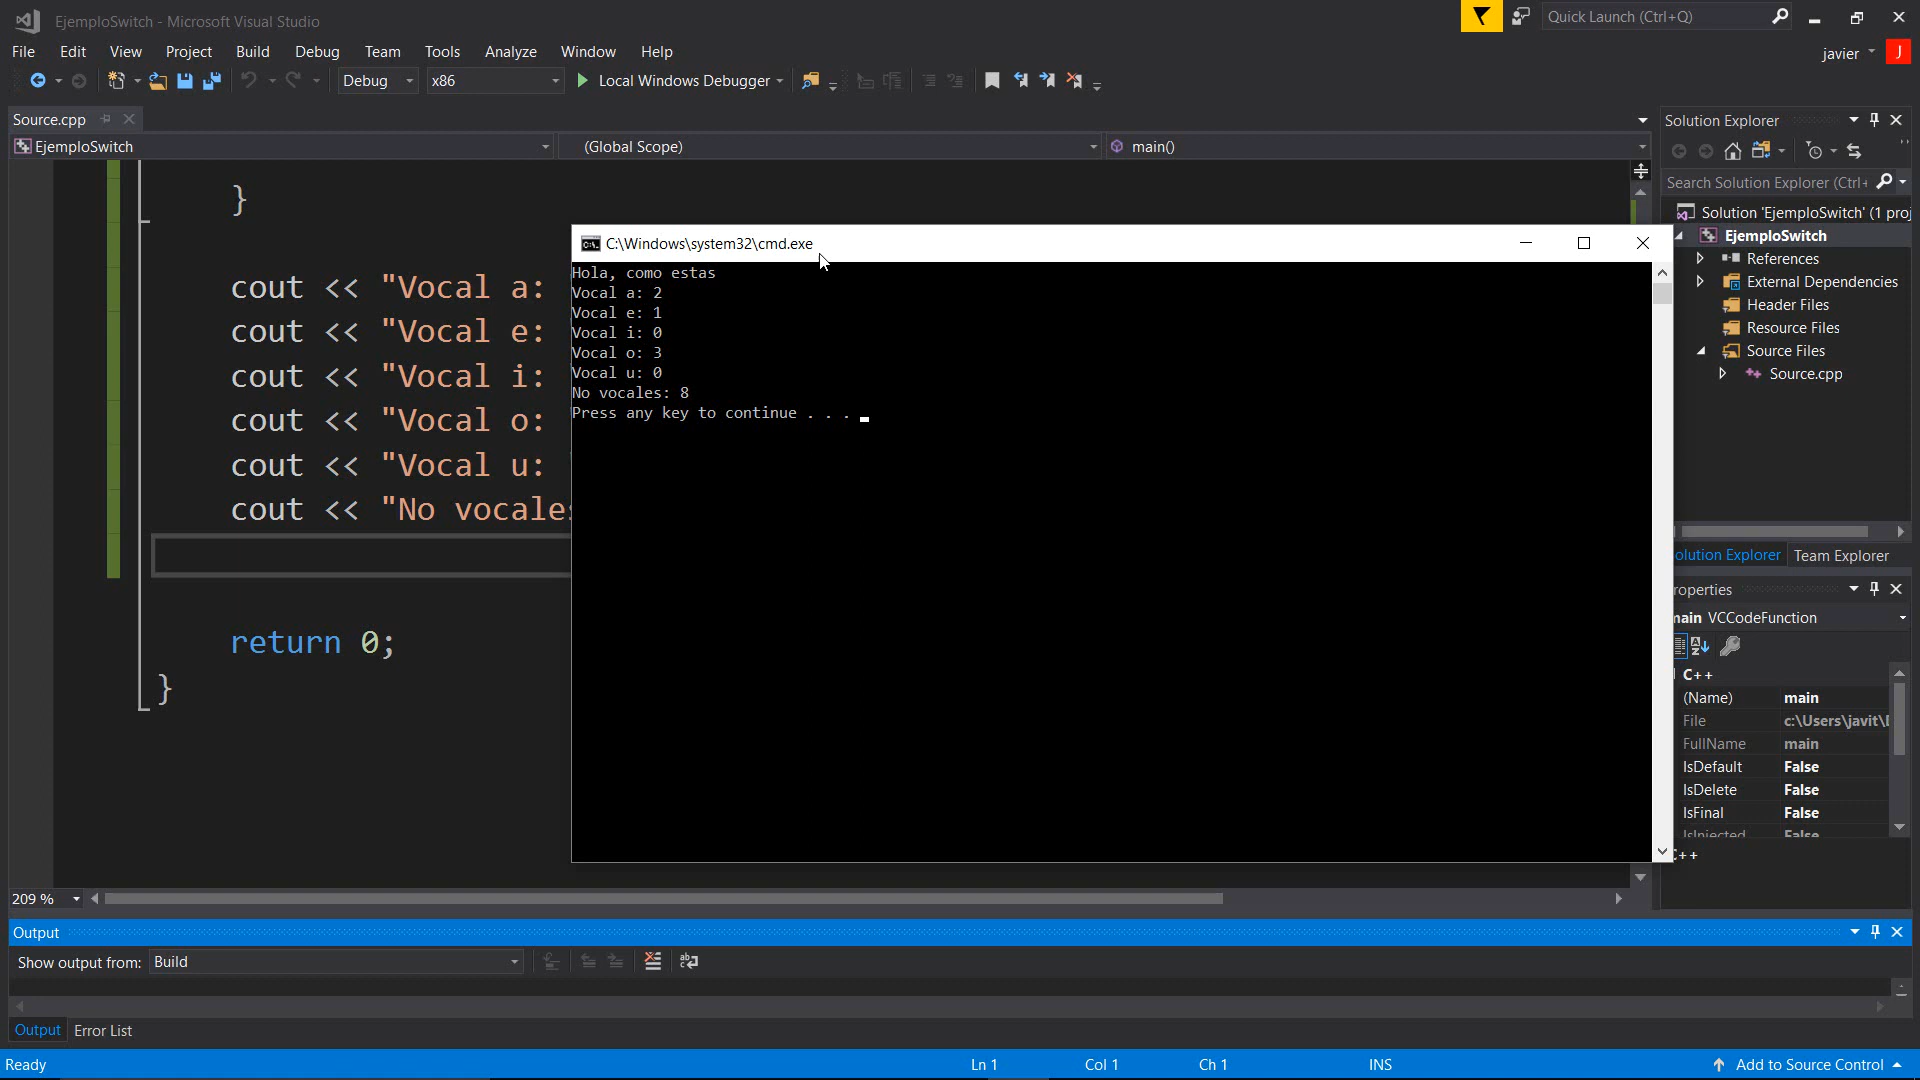 EjemploSwitch - Microsoft Visual Studio
Quick Launch (Ctrl+Q)
File Edit View Project Build Debug Team Tools Analyze Window Help
javier J
Debug x86 Local Windows Debugger
Source.cpp
EjemploSwitch (Global Scope) main()
}
cout << "Vocal a:
cout << "Vocal e:
cout << "Vocal i:
cout << "Vocal o:
cout << "Vocal u:
cout << "No vocales
return 0;
}
C:\Windows\system32\cmd.exe
Hola, como estas
Vocal a: 2
Vocal e: 1
Vocal i: 0
Vocal o: 3
Vocal u: 0
No vocales: 8
Press any key to continue . . .
Solution Explorer
Search Solution Explorer (Ctrl+
Solution 'EjemploSwitch' (1 proj
EjemploSwitch
References
External Dependencies
Header Files
Resource Files
Source Files
Source.cpp
olution Explorer Team Explorer
roperties
main VCCodeFunction
C++
(Name) main
File c:\Users\javit\
FullName main
IsDefault False
IsDelete False
IsFinal False
IsInjected False
C++
209 %
Output
Show output from: Build
Output Error List
Ready Ln 1 Col 1 Ch 1 INS Add to Source Control